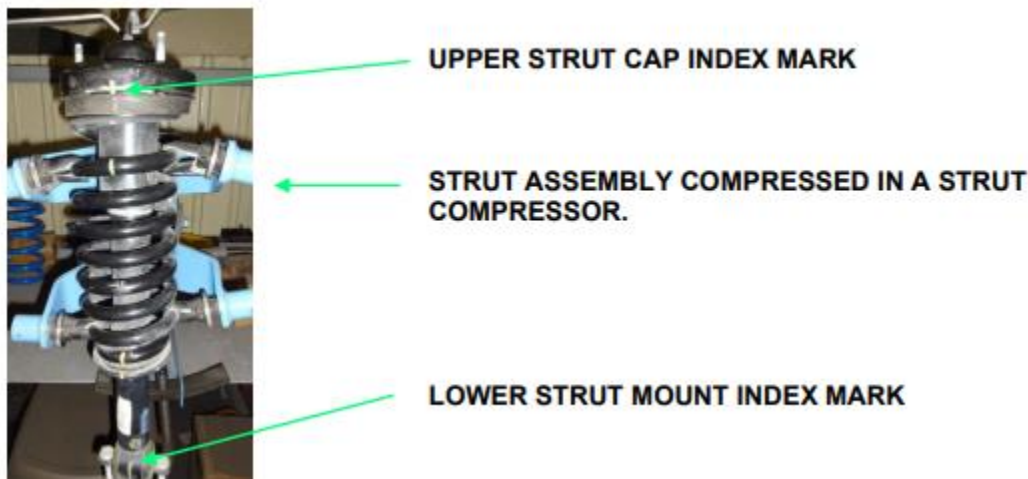 UPPER STRUT CAP INDEX MARK
STRUT ASSEMBLY COMPRESSED IN A STRUT
COMPRESSOR.
LOWER STRUT MOUNT INDEX MARK